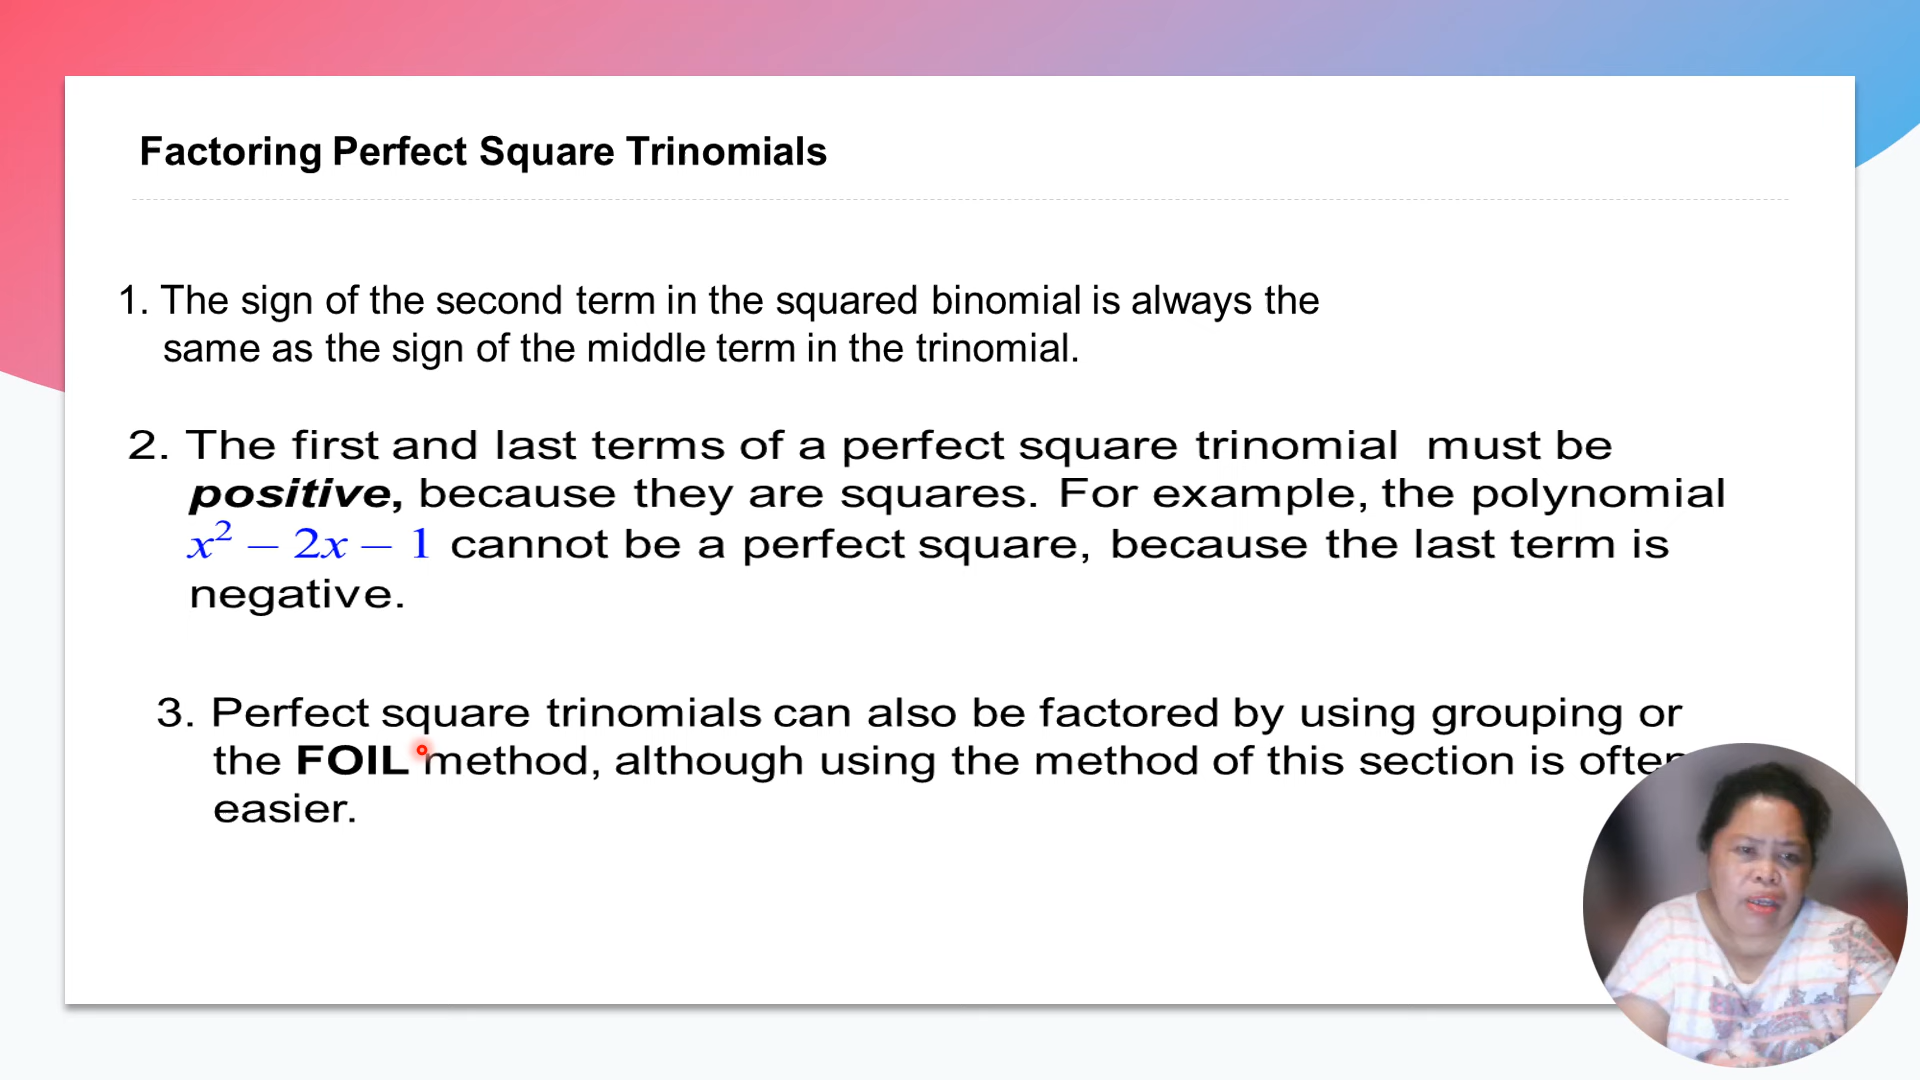 Factoring Perfect Square Trinomials
1. The sign of the second term in the squared binomial is always the
same as the sign of the middle term in the trinomial.
2. The first and last terms of a perfect square trinomial must be
positive, because they are squares. For example, the polynomial
x² − 2x − 1 cannot be a perfect square, because the last term is
negative.
3. Perfect square trinomials can also be factored by using grouping or
the FOIL method, although using the method of this section is often
easier.